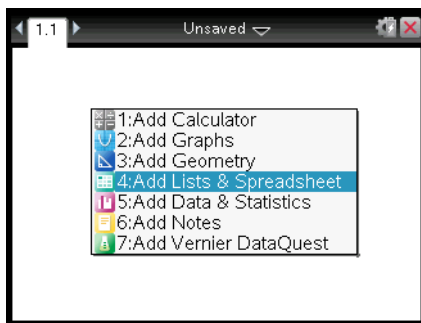 1.1 Unsaved
1:Add Calculator
2:Add Graphs
3:Add Geometry
4:Add Lists & Spreadsheet
5:Add Data & Statistics
6:Add Notes
7:Add Vernier DataQuest